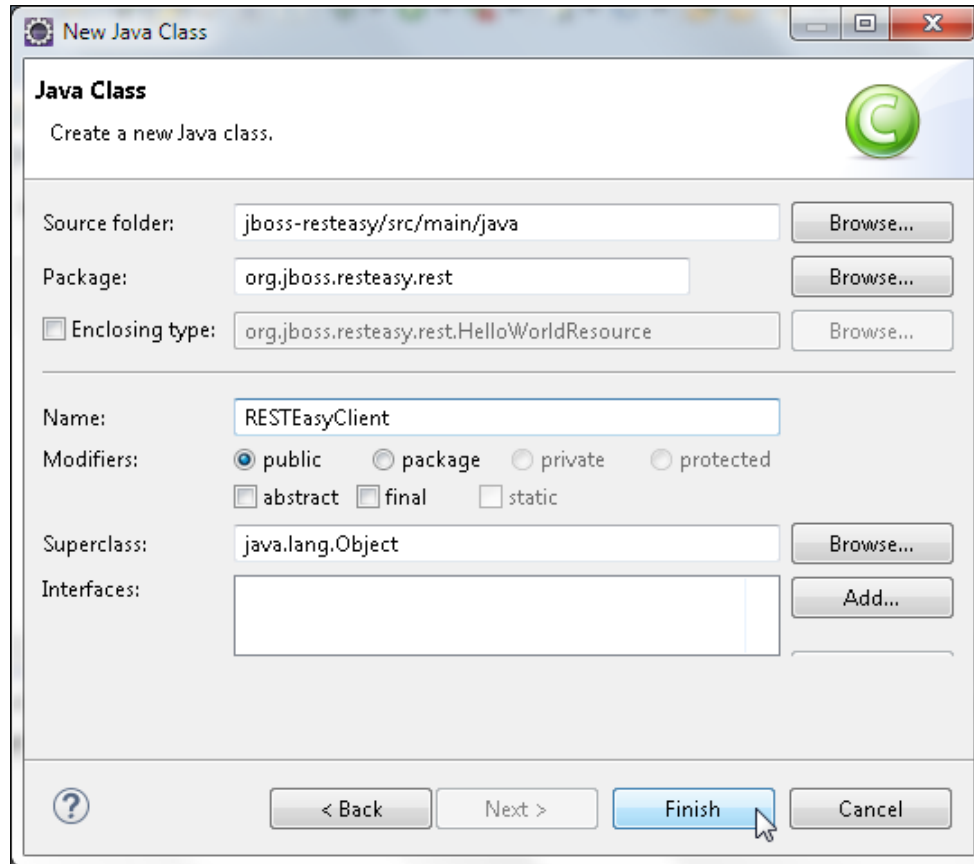 New Java Class
Java Class
Create a new Java class.
Source folder: jboss-resteasy/src/main/java Browse...
Package: org.jboss.resteasy.rest Browse...
Enclosing type: org.jboss.resteasy.rest.HelloWorldResource Browse...
Name: RESTEasyClient
Modifiers: public package private protected
abstract final static
Superclass: java.lang.Object Browse...
Interfaces: Add...
? < Back Next > Finish Cancel